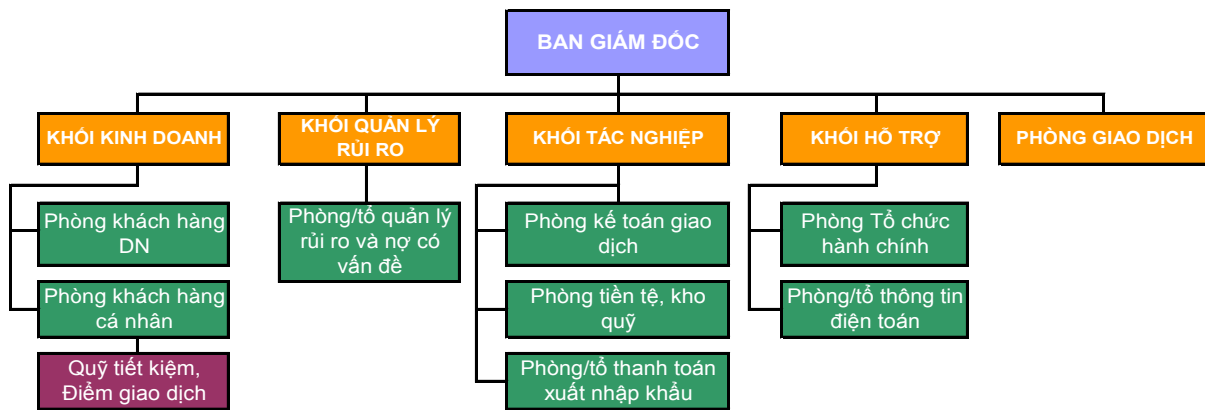 BAN GIÁM ĐỐC
KHỐI KINH DOANH
KHỐI QUẢN LÝ
RỦI RO
KHỐI TÁC NGHIỆP
KHỐI HỖ TRỢ
PHÒNG GIAO DỊCH
Phòng khách hàng
DN
Phòng/tổ quản lý
rủi ro và nợ có
vấn đề
Phòng kế toán giao
dịch
Phòng Tổ chức
hành chính
Phòng khách hàng
cá nhân
Phòng tiền tệ, kho
quỹ
Phòng/tổ thông tin
điện toán
Quỹ tiết kiệm,
Điểm giao dịch
Phòng/tổ thanh toán
xuất nhập khẩu